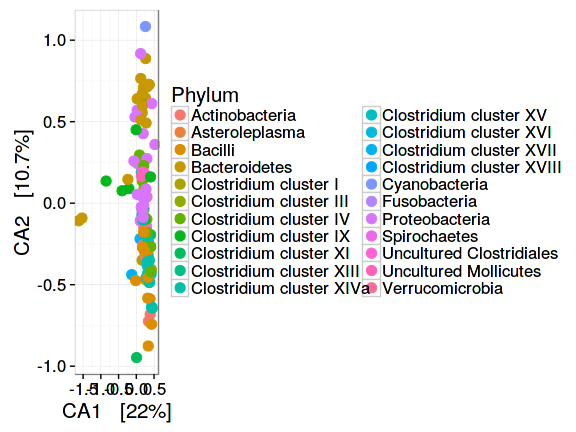 Phylum
Actinobacteria
Asteroleplasma
Bacilli
Bacteroidetes
Clostridium cluster I
Clostridium cluster III
Clostridium cluster IV
Clostridium cluster IX
Clostridium cluster XI
Clostridium cluster XIII
Clostridium cluster XIVa
Clostridium cluster XV
Clostridium cluster XVI
Clostridium cluster XVII
Clostridium cluster XVIII
Cyanobacteria
Fusobacteria
Proteobacteria
Spirochaetes
Uncultured Clostridiales
Uncultured Mollicutes
Verrucomicrobia
CA2 [10.7%]
1.0
0.5
0.0
-0.5
-1.0
-1.5 -1.0 -0.5 0.0 0.5
CA1 [22%]